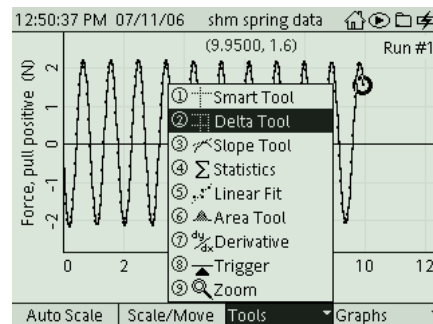 12:50:37 PM 07/11/06 shm spring data
(9.9500, 1.6) Run #1
Force, pull positive (N)
2
1
0
-1
-2
① Smart Tool
② Delta Tool
③ Slope Tool
④ Σ Statistics
⑤ Linear Fit
⑥ Area Tool
⑦ dy/dx Derivative
⑧ Trigger
⑨ Zoom
0 2 10 12
Auto Scale Scale/Move Tools Graphs